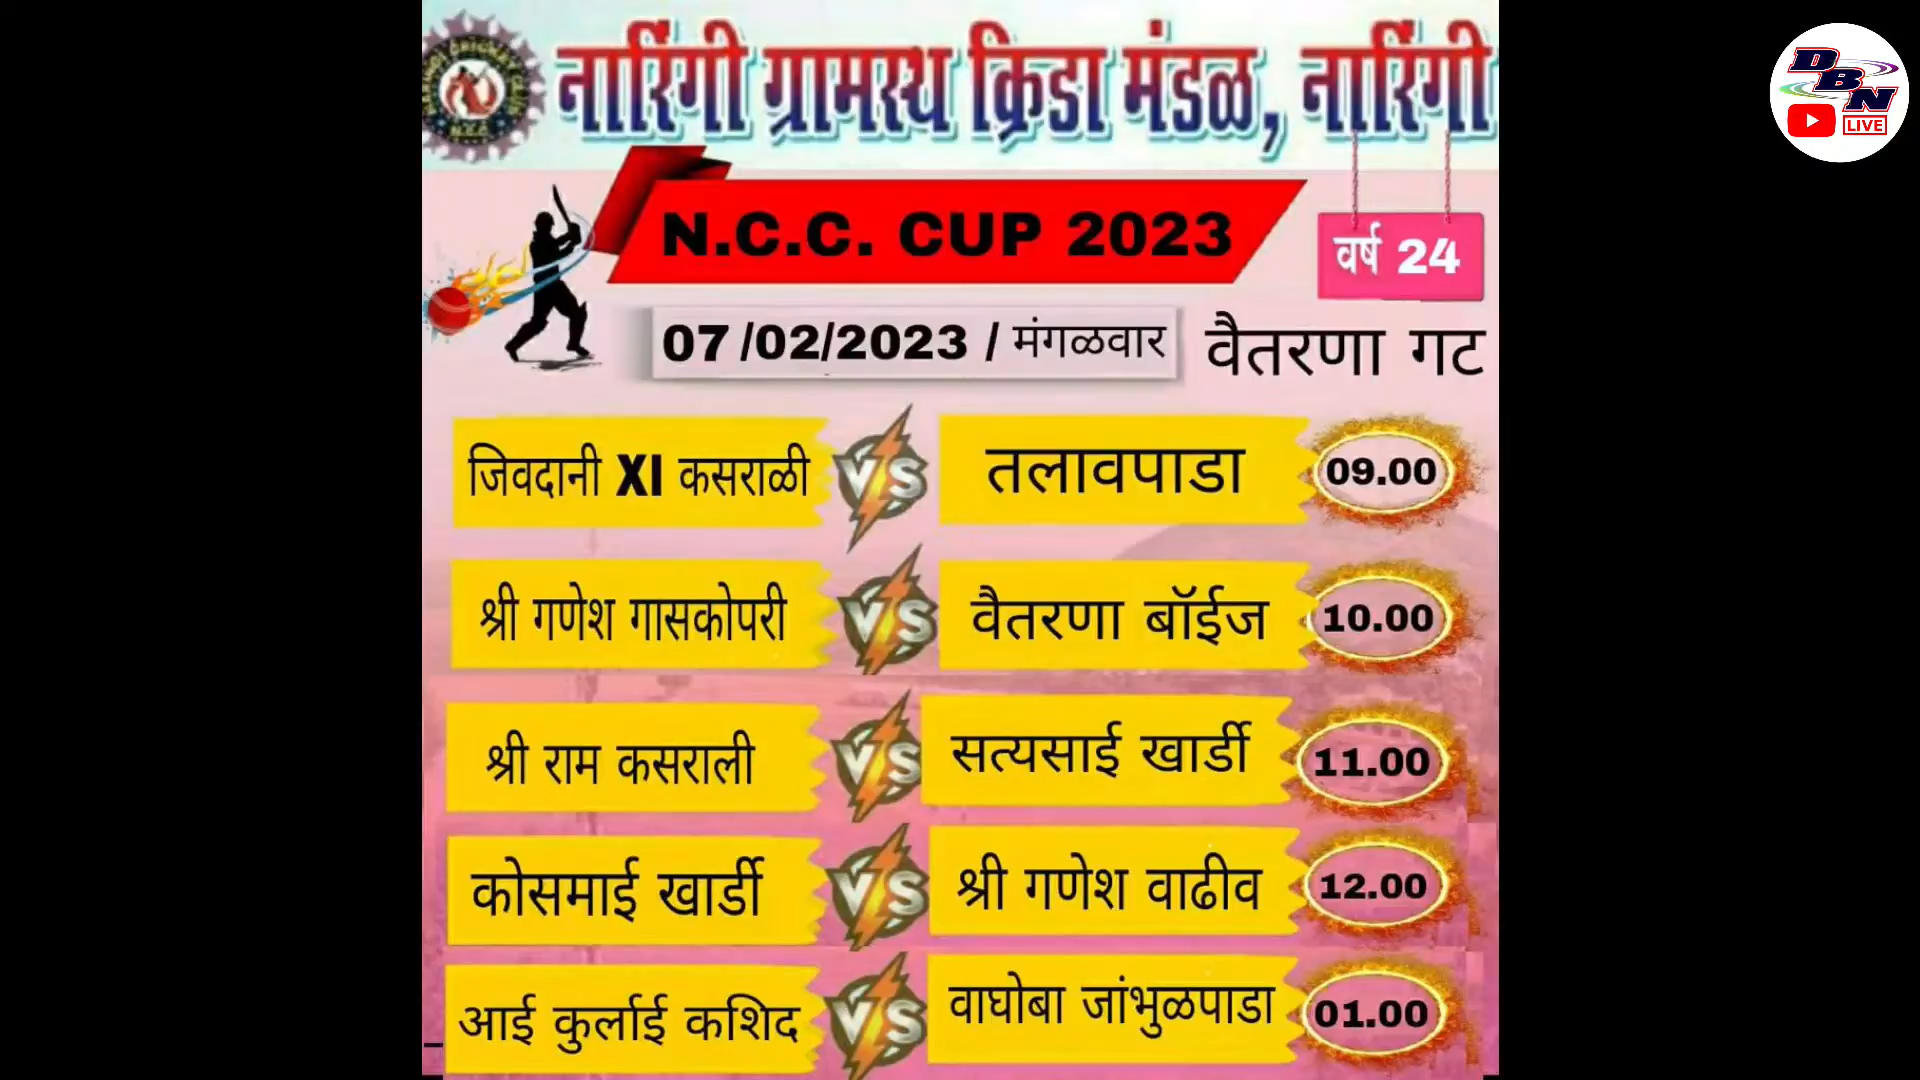 नारिंगी ग्रामस्थ क्रिडा मंडळ, नारिंगी
DBN
LIVE
N.C.C. CUP 2023
वर्ष 24
07/02/2023 / मंगळवार
वैतरणा गट
जिवदानी XI कसराळी VS तलावपाडा 09.00
श्री गणेश गासकोपरी VS वैतरणा बॉईज 10.00
श्री राम कसराली VS सत्यसाई खार्डी 11.00
कोसमाई खार्डी VS श्री गणेश वाढीव 12.00
आई कुर्लाई कशिद VS वाघोबा जांभुळपाडा 01.00